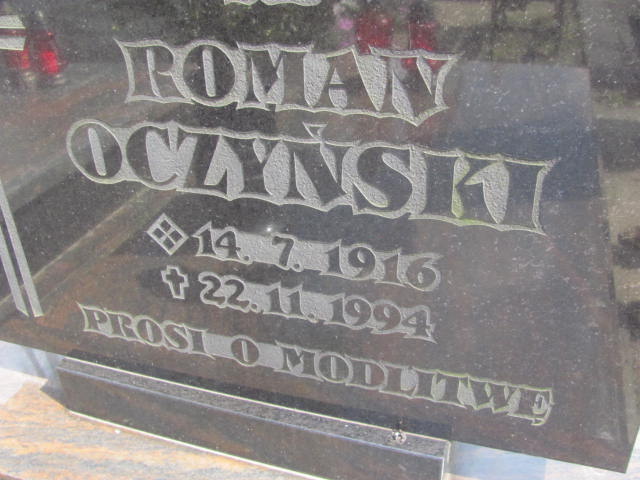 ROMAN
OCZYŃSKI
14. 7. 1916
22. 11. 1994
PROSI O MODLITWĘ